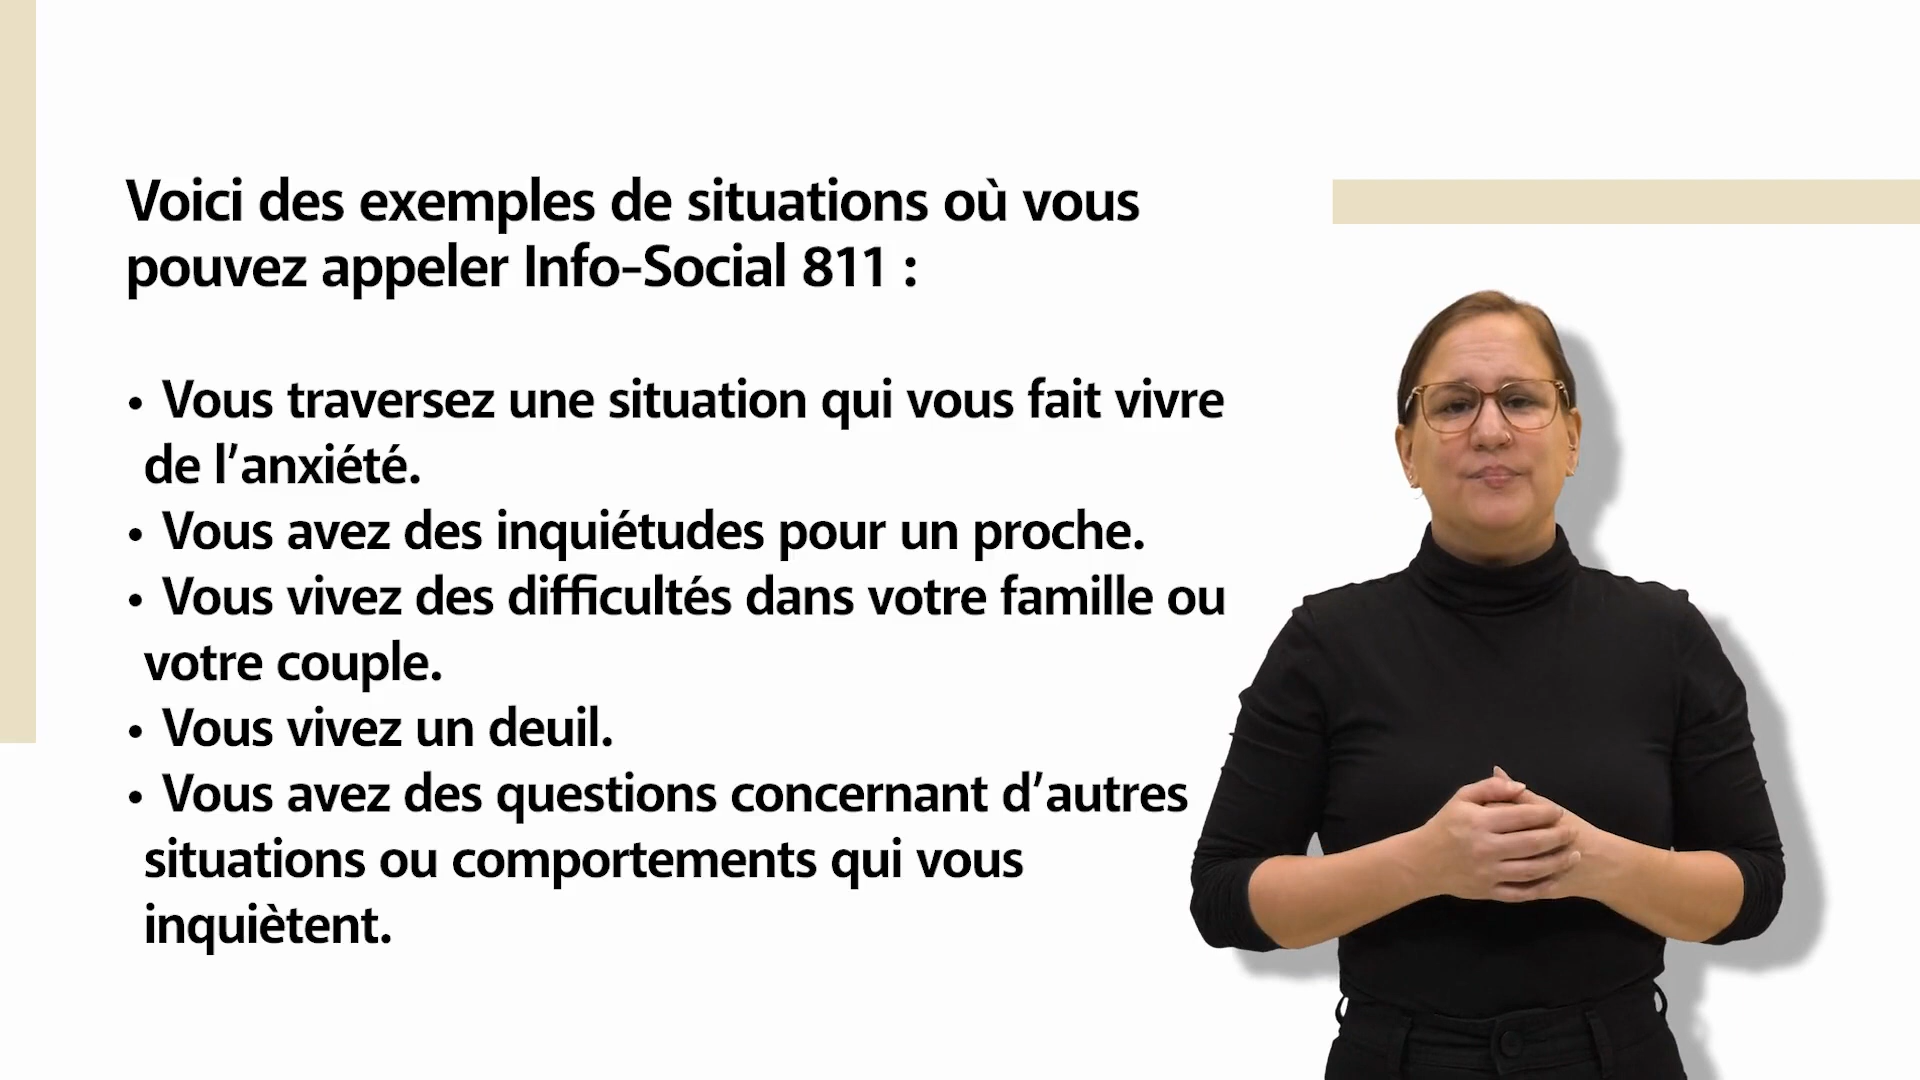 Voici des exemples de situations où vous
pouvez appeler Info-Social 811 :
• Vous traversez une situation qui vous fait vivre
de l’anxiété.
• Vous avez des inquiétudes pour un proche.
• Vous vivez des difficultés dans votre famille ou
votre couple.
• Vous vivez un deuil.
• Vous avez des questions concernant d’autres
situations ou comportements qui vous
inquiètent.